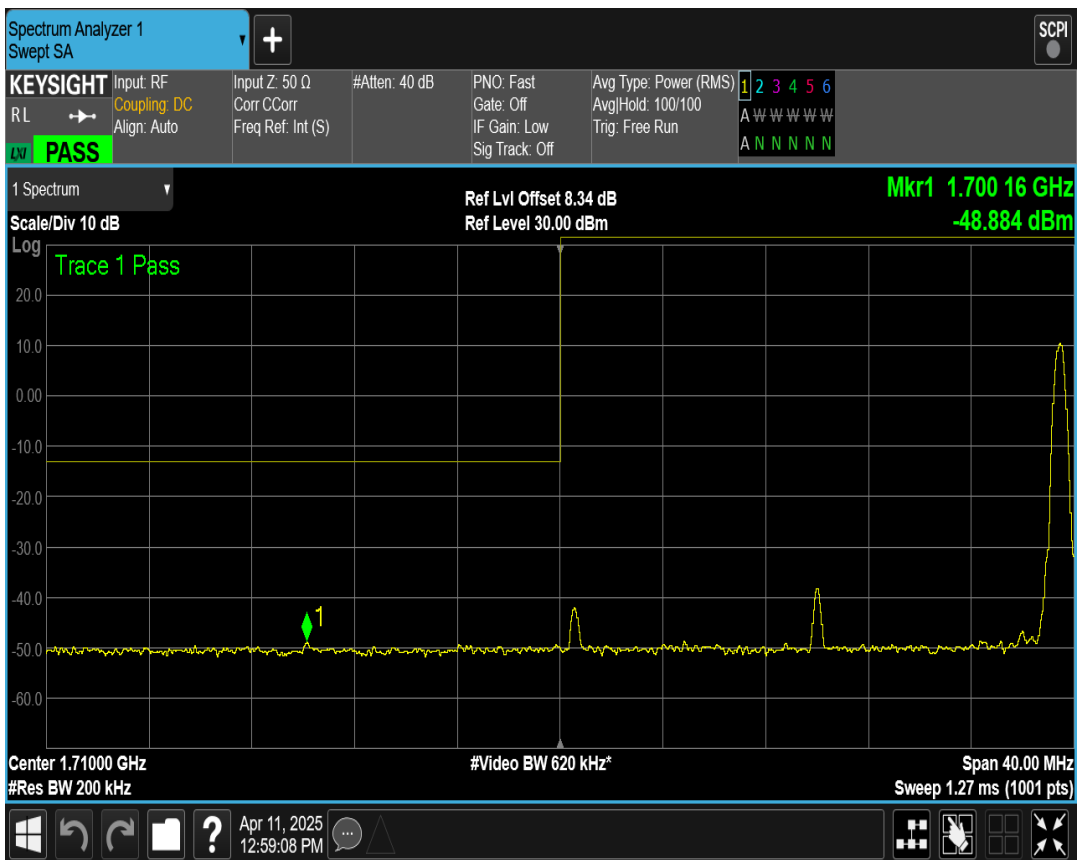 Spectrum Analyzer 1
Swept SA
+
SCPI
KEYSIGHT
RL
LXI PASS
Input: RF
Coupling: DC
Align: Auto
Input Z: 50 Ω
Corr CCorr
Freq Ref: Int (S)
#Atten: 40 dB
PNO: Fast
Gate: Off
IF Gain: Low
Sig Track: Off
Avg Type: Power (RMS)
Avg|Hold: 100/100
Trig: Free Run
1 2 3 4 5 6
A W W W W W
A N N N N N
1 Spectrum
Scale/Div 10 dB
Ref Lvl Offset 8.34 dB
Ref Level 30.00 dBm
Mkr1 1.700 16 GHz
-48.884 dBm
Log
Trace 1 Pass
20.0
10.0
0.00
-10.0
-20.0
-30.0
-40.0
1
-50.0
-60.0
Center 1.71000 GHz
#Video BW 620 kHz*
Span 40.00 MHz
#Res BW 200 kHz
Sweep 1.27 ms (1001 pts)
?
Apr 11, 2025
12:59:08 PM